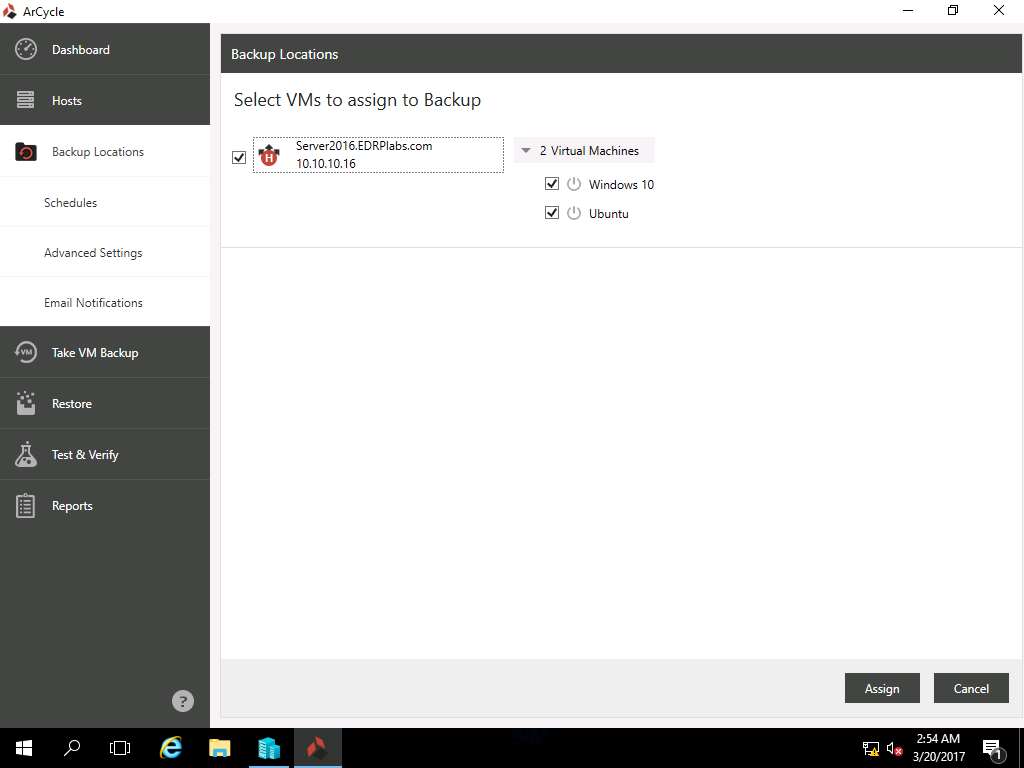 ArCycle
Dashboard
Hosts
Backup Locations
Schedules
Advanced Settings
Email Notifications
VM
Take VM Backup
Restore
Test & Verify
Reports
?
Backup Locations
Select VMs to assign to Backup
H
Server2016.EDRPlabs.com
10.10.10.16
2 Virtual Machines
Windows 10
Ubuntu
Assign
Cancel
2:54 AM
3/20/2017
1